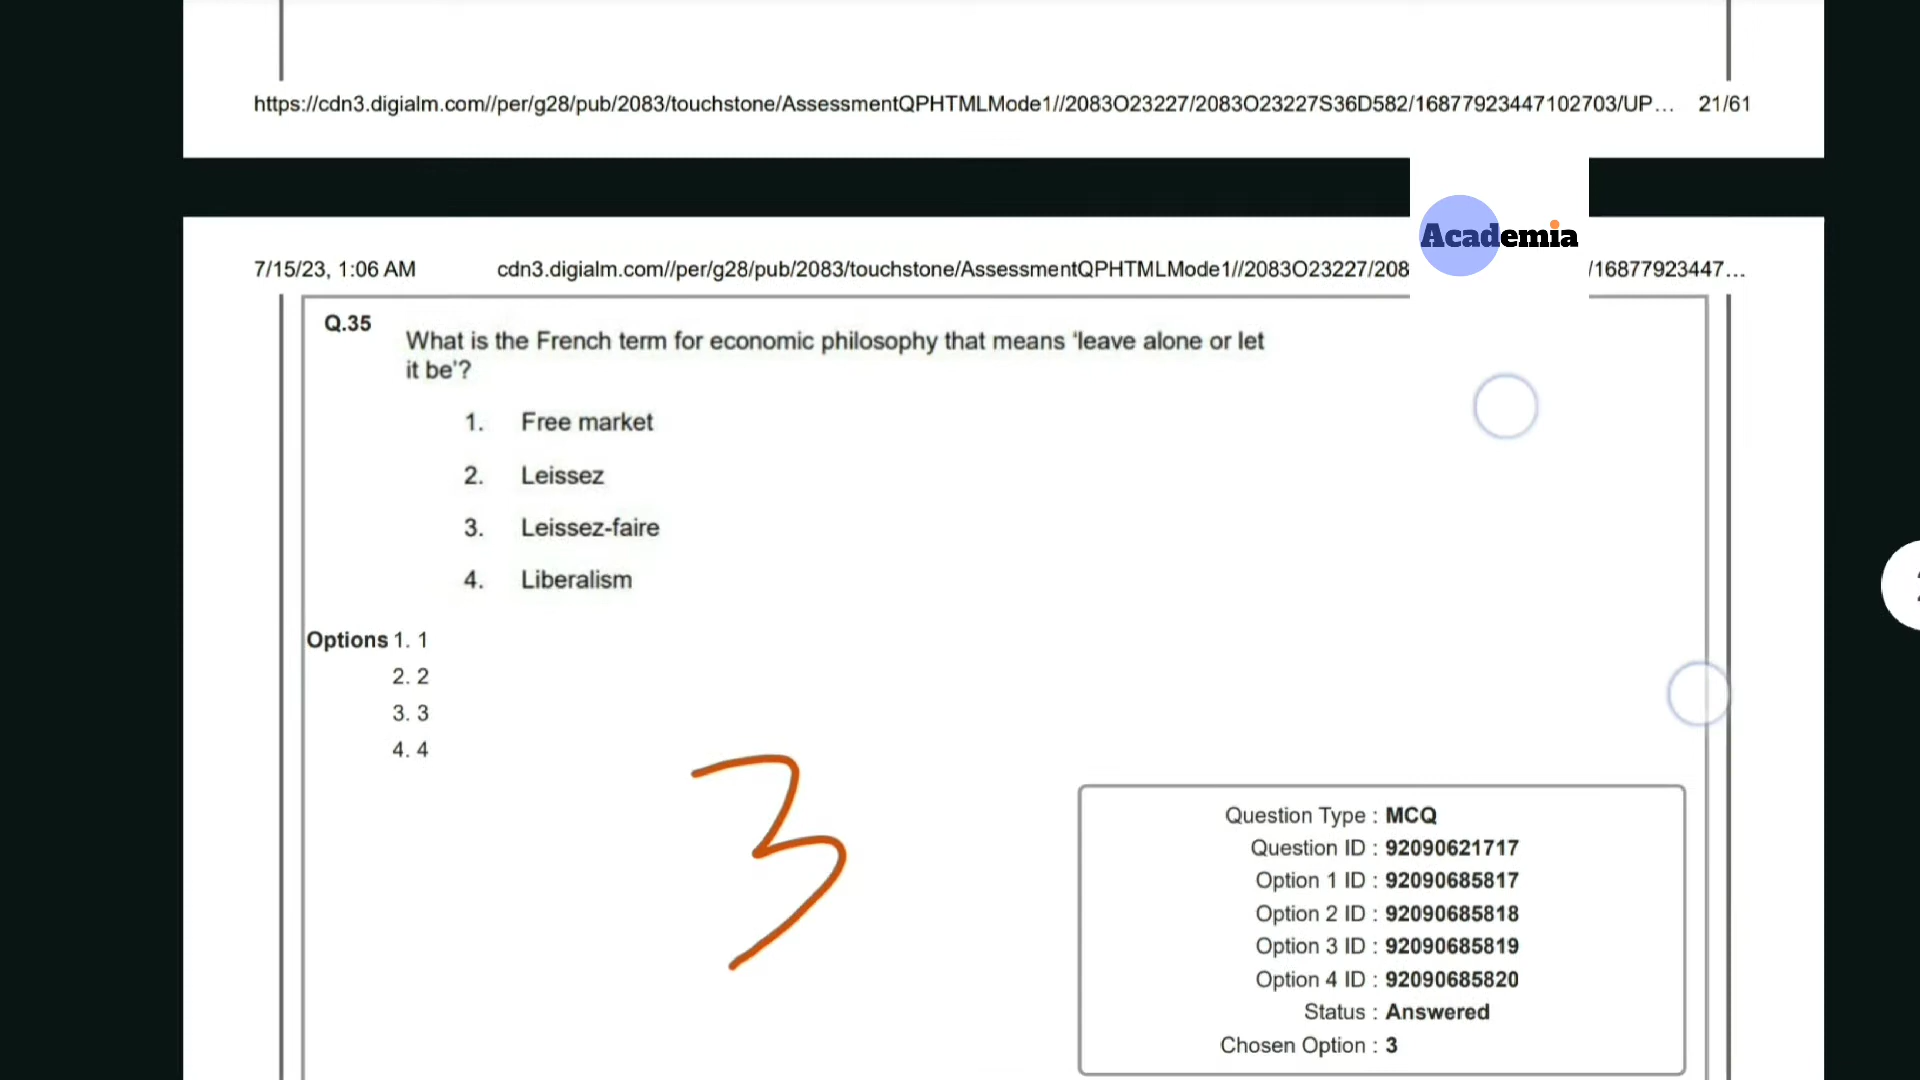 https://cdn3.digialm.com//per/g28/pub/2083/touchstone/AssessmentQPHTMLMode1//2083O23227/2083O23227S36D582/16877923447102703/UP... 21/61
Academia
7/15/23, 1:06 AM cdn3.digialm.com//per/g28/pub/2083/touchstone/AssessmentQPHTMLMode1//2083O23227/208 /16877923447...
Q.35 What is the French term for economic philosophy that means 'leave alone or let
it be'?
1. Free market
2. Leissez
3. Leissez-faire
4. Liberalism
Options 1. 1
2. 2
3. 3
4. 4
3
Question Type : MCQ
Question ID : 92090621717
Option 1 ID : 92090685817
Option 2 ID : 92090685818
Option 3 ID : 92090685819
Option 4 ID : 92090685820
Status : Answered
Chosen Option : 3